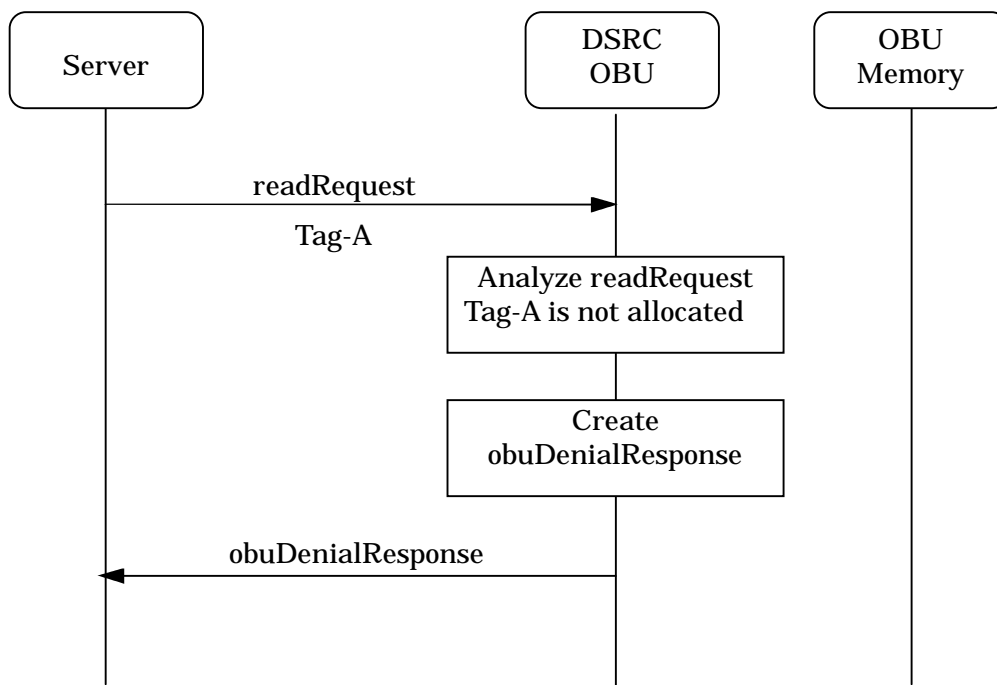 Server
DSRC
OBU
OBU
Memory
readRequest
Tag-A
Analyze readRequest
Tag-A is not allocated
Create
obuDenialResponse
obuDenialResponse